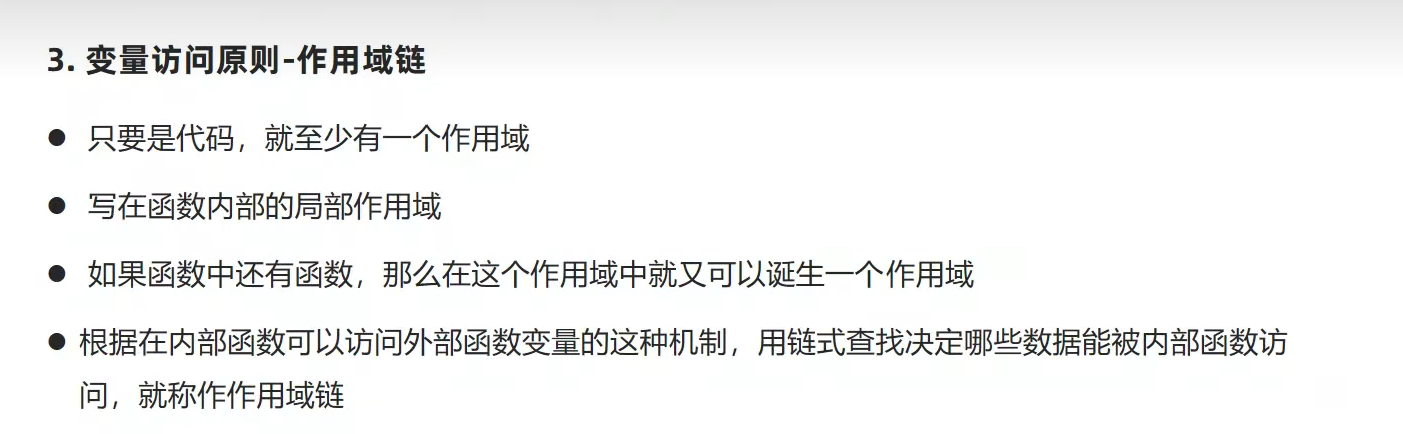 3. 变量访问原则-作用域链
● 只要是代码，就至少有一个作用域
● 写在函数内部的局部作用域
● 如果函数中还有函数，那么在这个作用域中就又可以诞生一个作用域
● 根据在内部函数可以访问外部函数变量的这种机制，用链式查找决定哪些数据能被内部函数访
问，就称作作用域链